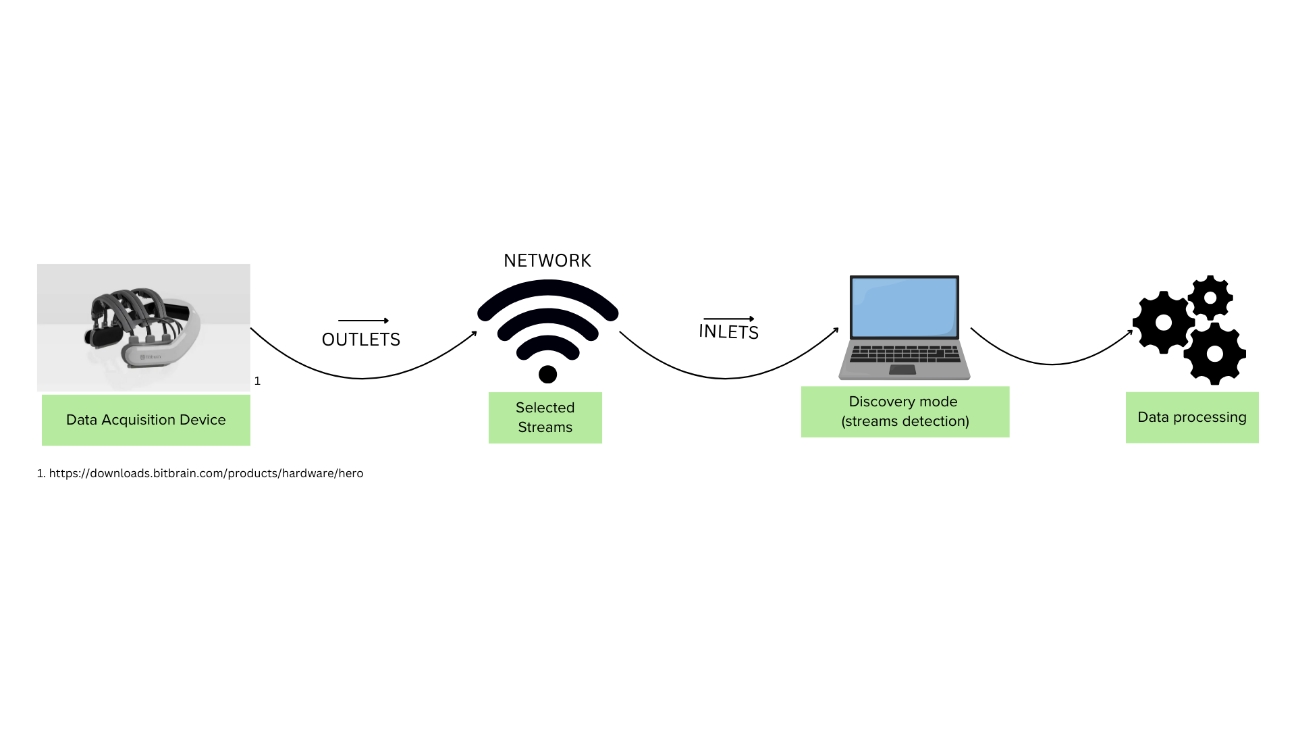 NETWORK
OUTLETS
INLETS
1
Data Acquisition Device
Selected
Streams
Discovery mode
(streams detection)
Data processing
1. https://downloads.bitbrain.com/products/hardware/hero